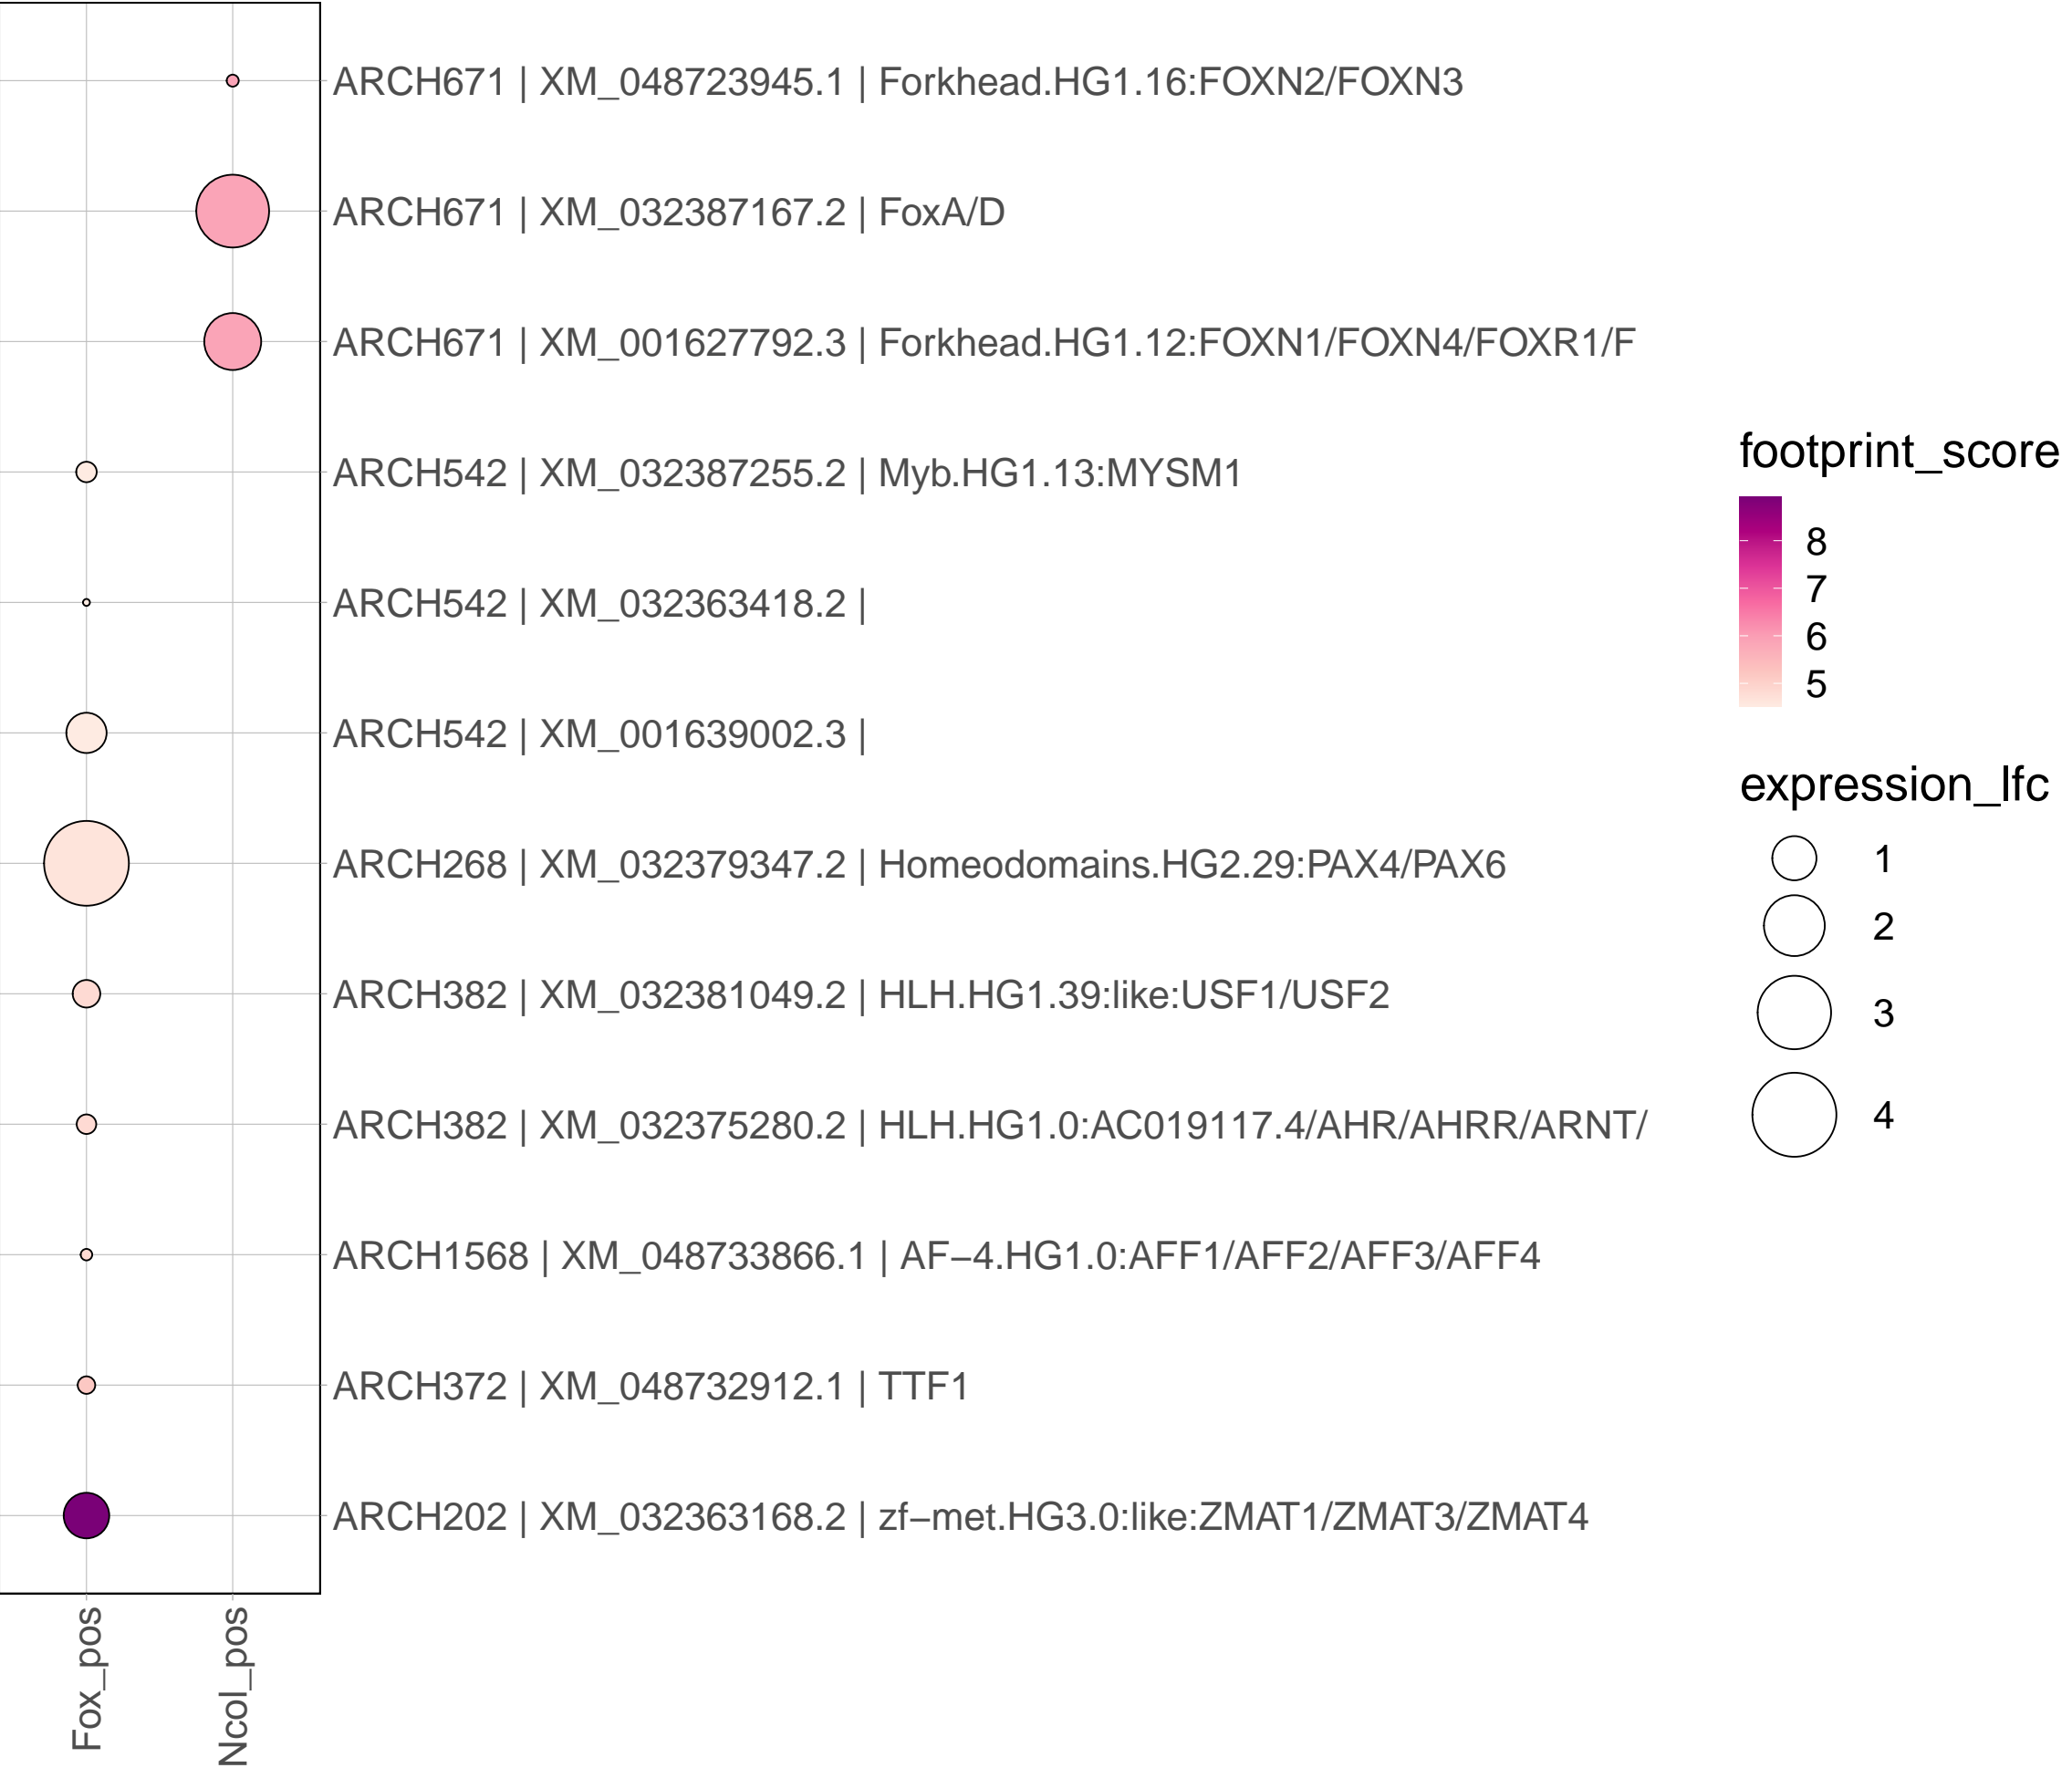 ARCH671 | XM_048723945.1 | Forkhead.HG1.16:FOXN2/FOXN3
ARCH671 | XM_032387167.2 | FoxA/D
ARCH671 | XM_001627792.3 | Forkhead.HG1.12:FOXN1/FOXN4/FOXR1/F
ARCH542 | XM_032387255.2 | Myb.HG1.13:MYSM1
ARCH542 | XM_032363418.2 |
ARCH542 | XM_001639002.3 |
ARCH268 | XM_032379347.2 | Homeodomains.HG2.29:PAX4/PAX6
ARCH382 | XM_032381049.2 | HLH.HG1.39:like:USF1/USF2
ARCH382 | XM_032375280.2 | HLH.HG1.0:AC019117.4/AHR/AHRR/ARNT/
ARCH1568 | XM_048733866.1 | AF−4.HG1.0:AFF1/AFF2/AFF3/AFF4
ARCH372 | XM_048732912.1 | TTF1
ARCH202 | XM_032363168.2 | zf−met.HG3.0:like:ZMAT1/ZMAT3/ZMAT4
Fox_pos
Ncol_pos
footprint_score
8
7
6
5
expression_lfc
1
2
3
4